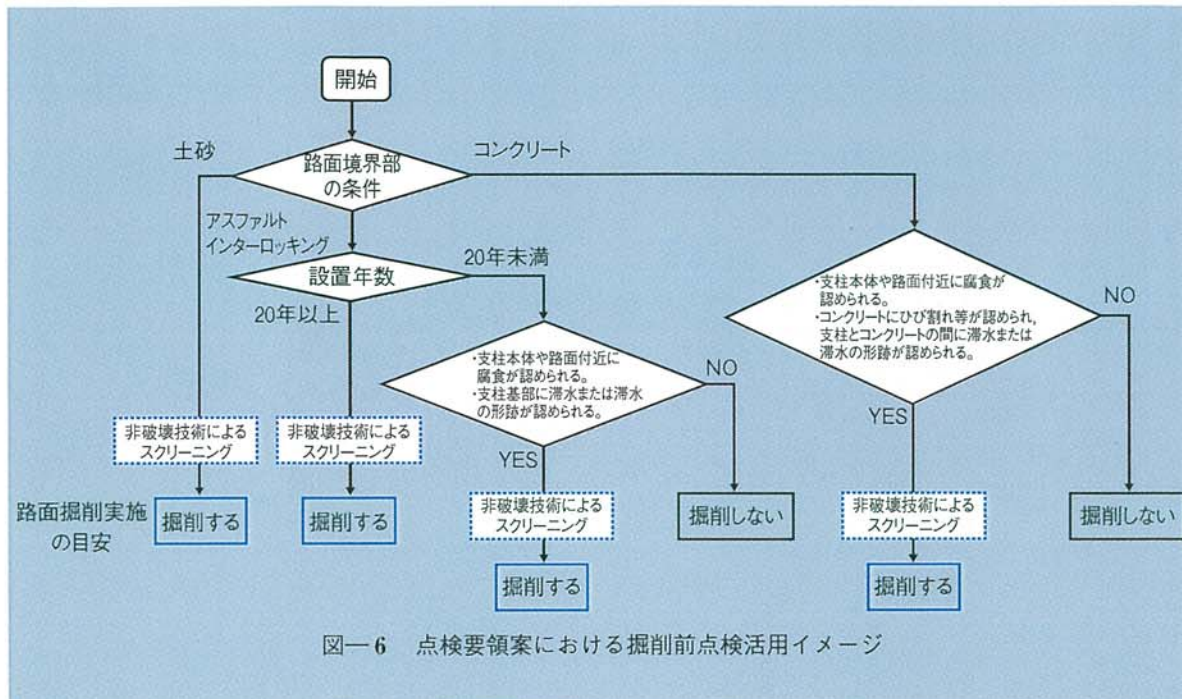 開始
土砂
路面境界部
の条件
コンクリート
アスファルト
インターロッキング
設置年数
20年未満
20年以上
・支柱本体や路面付近に
腐食が認められる。
・支柱基部に滞水または滞水
の形跡が認められる。
NO
YES
・支柱本体や路面付近に腐食が
認められる。
・コンクリートにひび割れ等が認められ,
支柱とコンクリートの間に滞水または
滞水の形跡が認められる。
NO
YES
非破壊技術による
スクリーニング
非破壊技術による
スクリーニング
非破壊技術による
スクリーニング
非破壊技術による
スクリーニング
路面掘削実施
の目安
掘削する
掘削する
掘削する
掘削しない
掘削する
掘削しない
図―6 点検要領案における掘削前点検活用イメージ